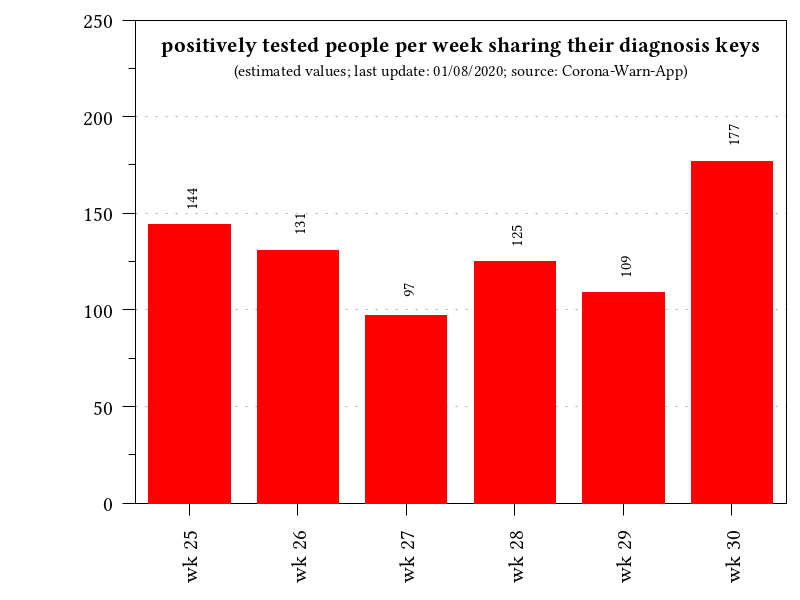 positively tested people per week sharing their diagnosis keys
(estimated values; last update: 01/08/2020; source: Corona-Warn-App)
250
200
150
100
50
0
144
131
97
125
109
177
wk 25
wk 26
wk 27
wk 28
wk 29
wk 30